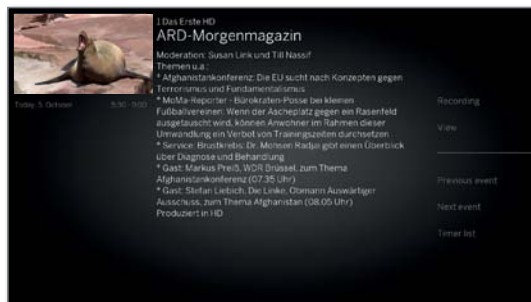 1 Das Erste HD
ARD-Morgenmagazin
Moderation: Susan Link und Till Nassif
Themen u.a.:
* Afghanistankonferenz: Die EU sucht nach Konzepten gegen
Terrorismus und Fundamentalismus
* MoMa-Reporter - Bürokraten-Posse bei kleinen
Fußballvereinen: Wenn der Ascheplatz gegen ein Rasenfeld
ausgetauscht wird, können Anwohner im Rahmen dieser
Umwandlung ein Verbot von Trainingszeiten durchsetzen
* Service: Brustkrebs: Dr. Mohsen Radjai gibt einen Überblick
über Diagnose und Behandlung
* Gast: Markus Preiß, WDR Brüssel, zum Thema
Afghanistankonferenz (07.35 Uhr)
* Gast: Stefan Liebich, Die Linke, Obmann Auswärtiger
Ausschuss, zum Thema Afghanistan (08.05 Uhr)
Produziert in HD
Today, 5. October 5:30 - 9:00
Recording
View
Previous event
Next event
Timer list